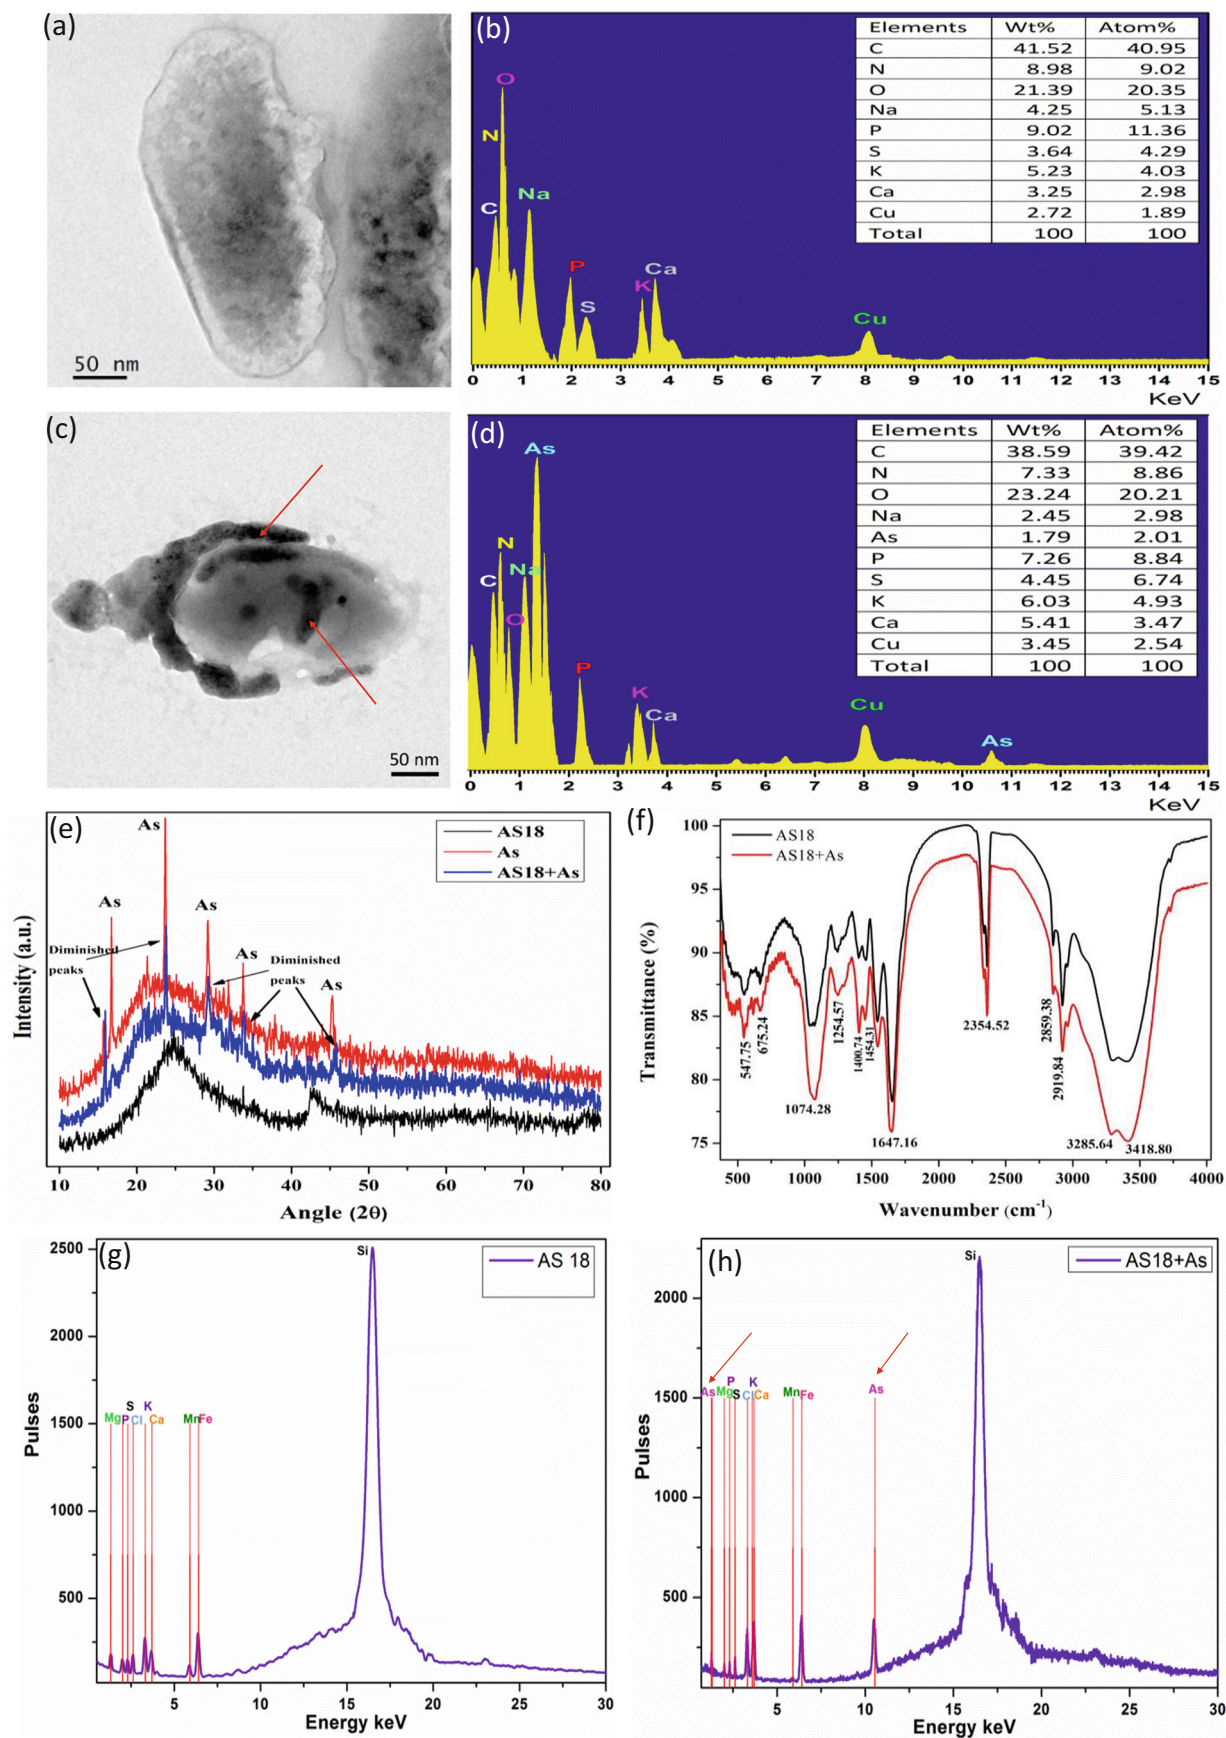 (a)
50 nm
(b)
Elements Wt% Atom%
C 41.52 40.95
N 8.98 9.02
O 21.39 20.35
Na 4.25 5.13
P 9.02 11.36
S 3.64 4.29
K 5.23 4.03
Ca 3.25 2.98
Cu 2.72 1.89
Total 100 100
O
N
C
Na
P
S
K
Ca
Cu
0 1 2 3 4 5 6 7 8 9 10 11 12 13 14 15
KeV
(c)
50 nm
(d)
Elements Wt% Atom%
C 38.59 39.42
N 7.33 8.86
O 23.24 20.21
Na 2.45 2.98
As 1.79 2.01
P 7.26 8.84
S 4.45 6.74
K 6.03 4.93
Ca 5.41 3.47
Cu 3.45 2.54
Total 100 100
As
N
C
Na
O
P
K
Ca
Cu
As
0 1 2 3 4 5 6 7 8 9 10 11 12 13 14 15
KeV
(e)
AS18
As
AS18+As
As
As
As
As
As
Diminished
peaks
Diminished
peaks
Intensity (a.u.)
10 20 30 40 50 60 70 80
Angle (2θ)
(f)
AS18
AS18+As
100
95
90
85
80
75
Transmittance (%)
547.75
675.24
1074.28
1254.57
1400.74
1454.31
1647.16
2354.52
2859.38
2919.84
3285.64
3418.80
500 1000 1500 2000 2500 3000 3500 4000
Wavenumber (cm⁻¹)
(g)
AS 18
Si
2500
2000
1500
1000
500
Pulses
Mg
P
S
Cl
K
Ca
Mn
Fe
5 10 15 20 25 30
Energy keV
(h)
AS18+As
Si
2000
1500
1000
500
Pulses
As
Mg
P
S
Cl
K
Ca
Mn
Fe
As
5 10 15 20 25 30
Energy keV